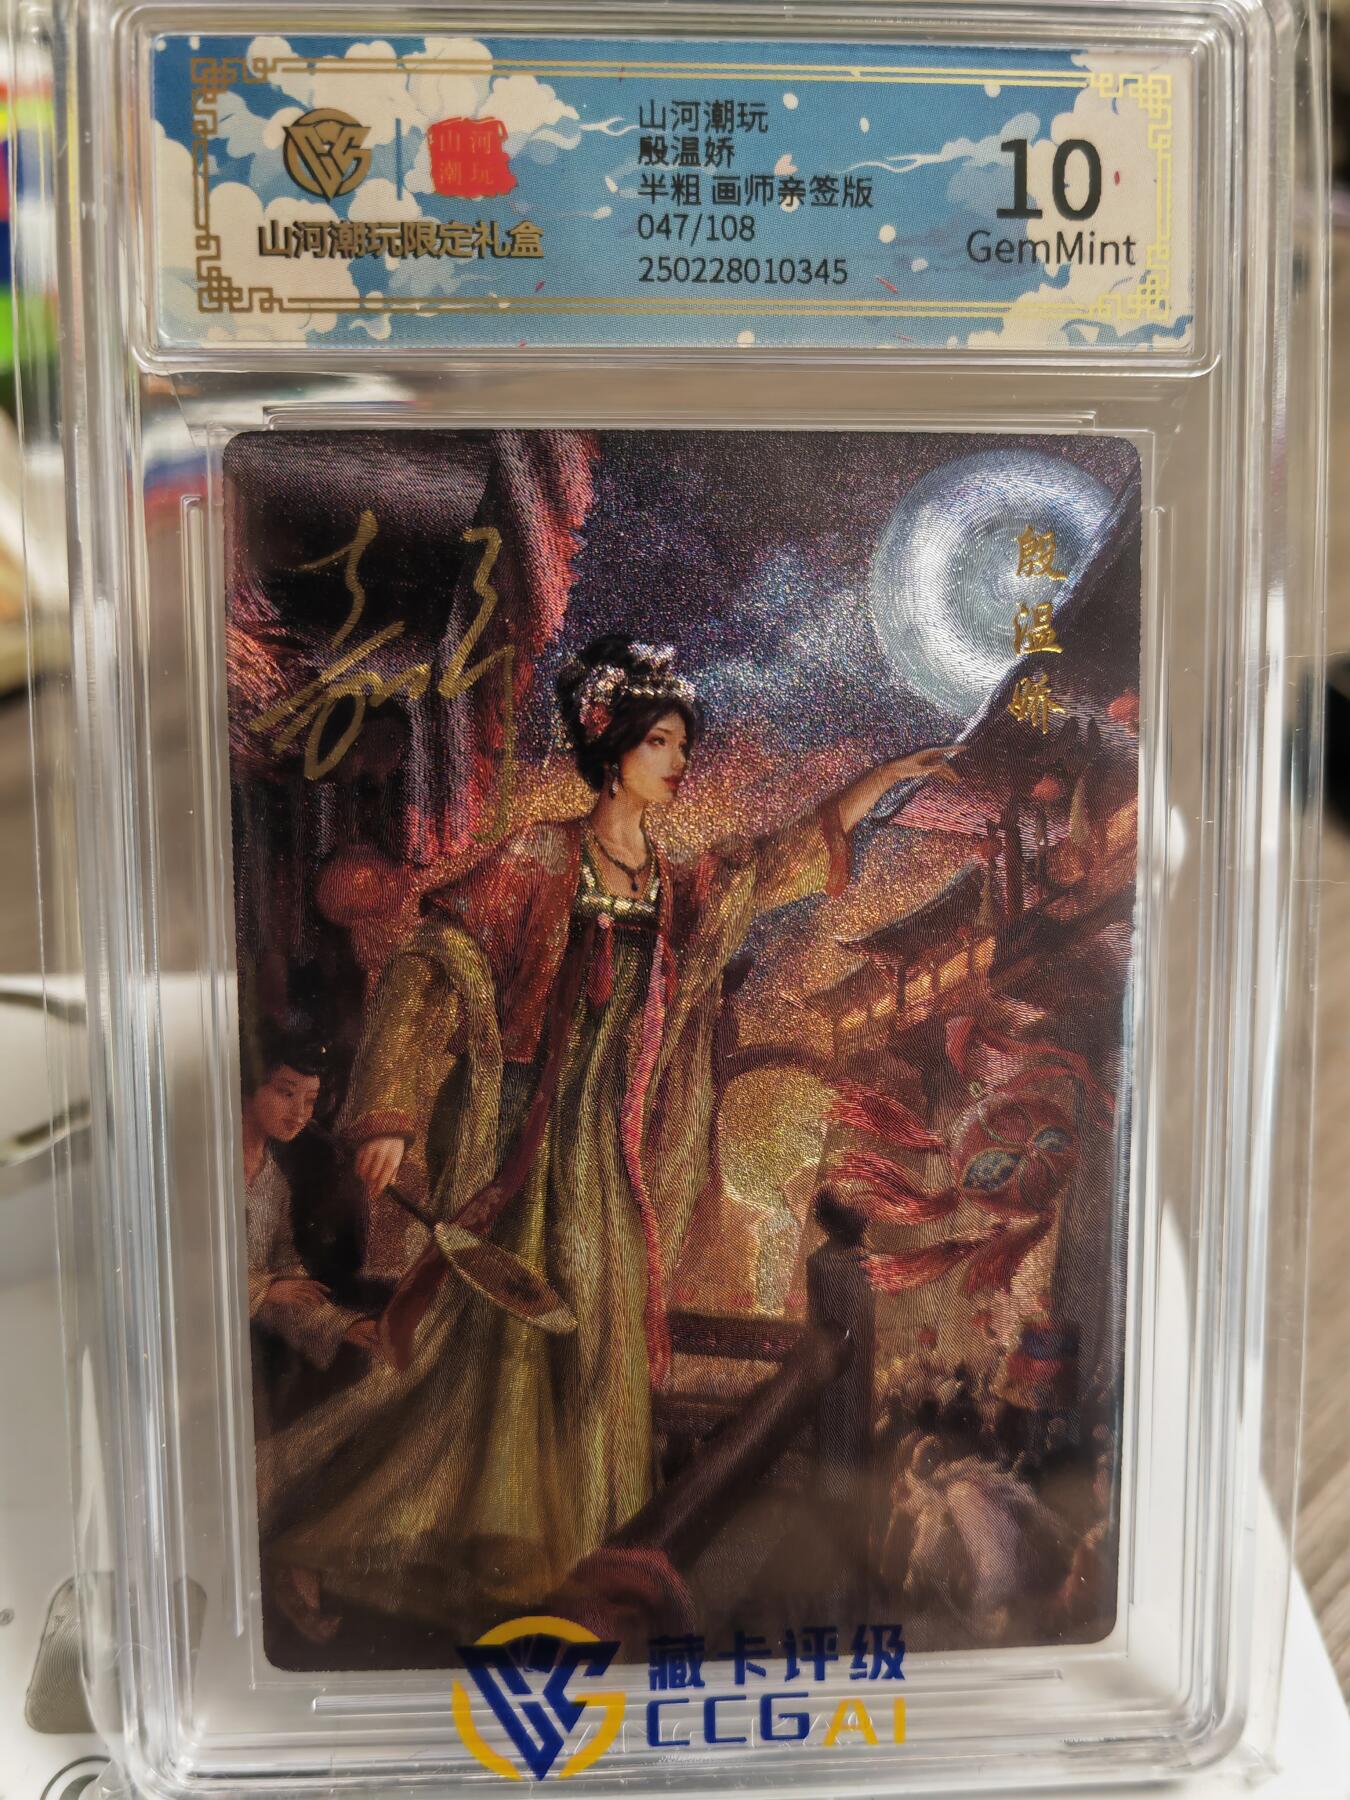 山河
潮玩
山河潮玩限定礼盒
山河潮玩
殷温娇
半粗 画师亲签版
047/108
250228010345
10
GemMint
殷温娇
藏卡评级
CCGAI